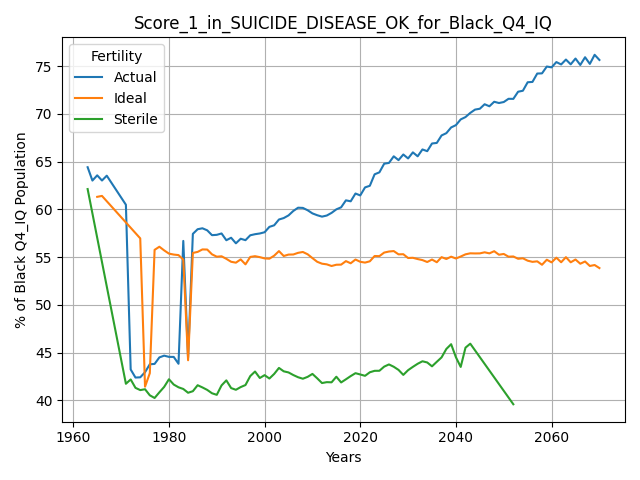 Score_1_in_SUICIDE_DISEASE_OK_for_Black_Q4_IQ
Fertility
Actual
Ideal
Sterile
% of Black Q4_IQ Population
75
70
65
60
55
50
45
40
1960
1980
2000
2020
2040
2060
Years